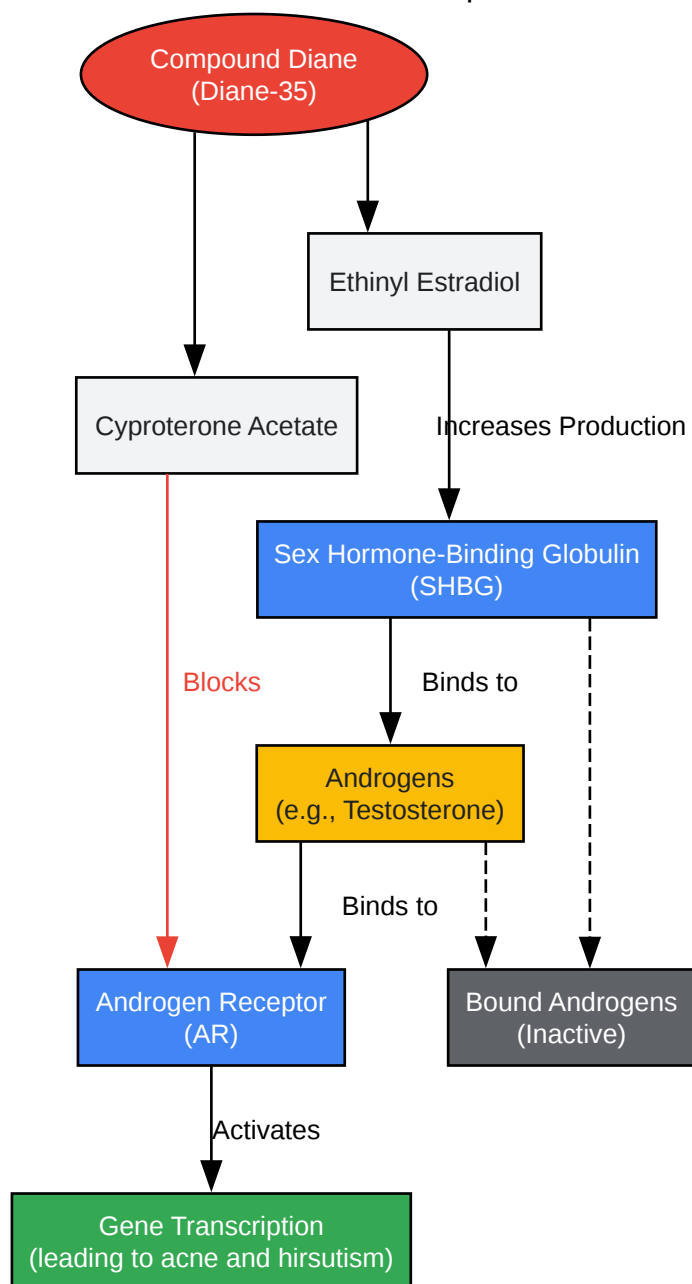 Compound Diane
(Diane-35)
Ethinyl Estradiol
Cyproterone Acetate
Increases Production
Sex Hormone-Binding Globulin
(SHBG)
Blocks
Binds to
Androgens
(e.g., Testosterone)
Binds to
Androgen Receptor
(AR)
Bound Androgens
(Inactive)
Activates
Gene Transcription
(leading to acne and hirsutism)